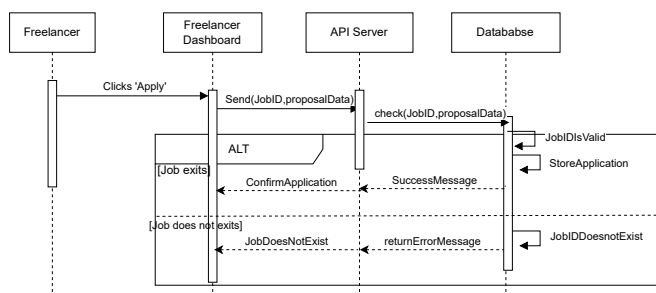 Freelancer
Freelancer
Dashboard
API Server
Datababse
Clicks 'Apply'
Send(JobID,proposalData)
check(JobID,proposalData)
JobIDIsValid
ALT
StoreApplication
[Job exits]
ConfirmApplication
SuccessMessage
[Job does not exits]
JobIDDoesnotExist
JobDoesNotExist
returnErrorMessage